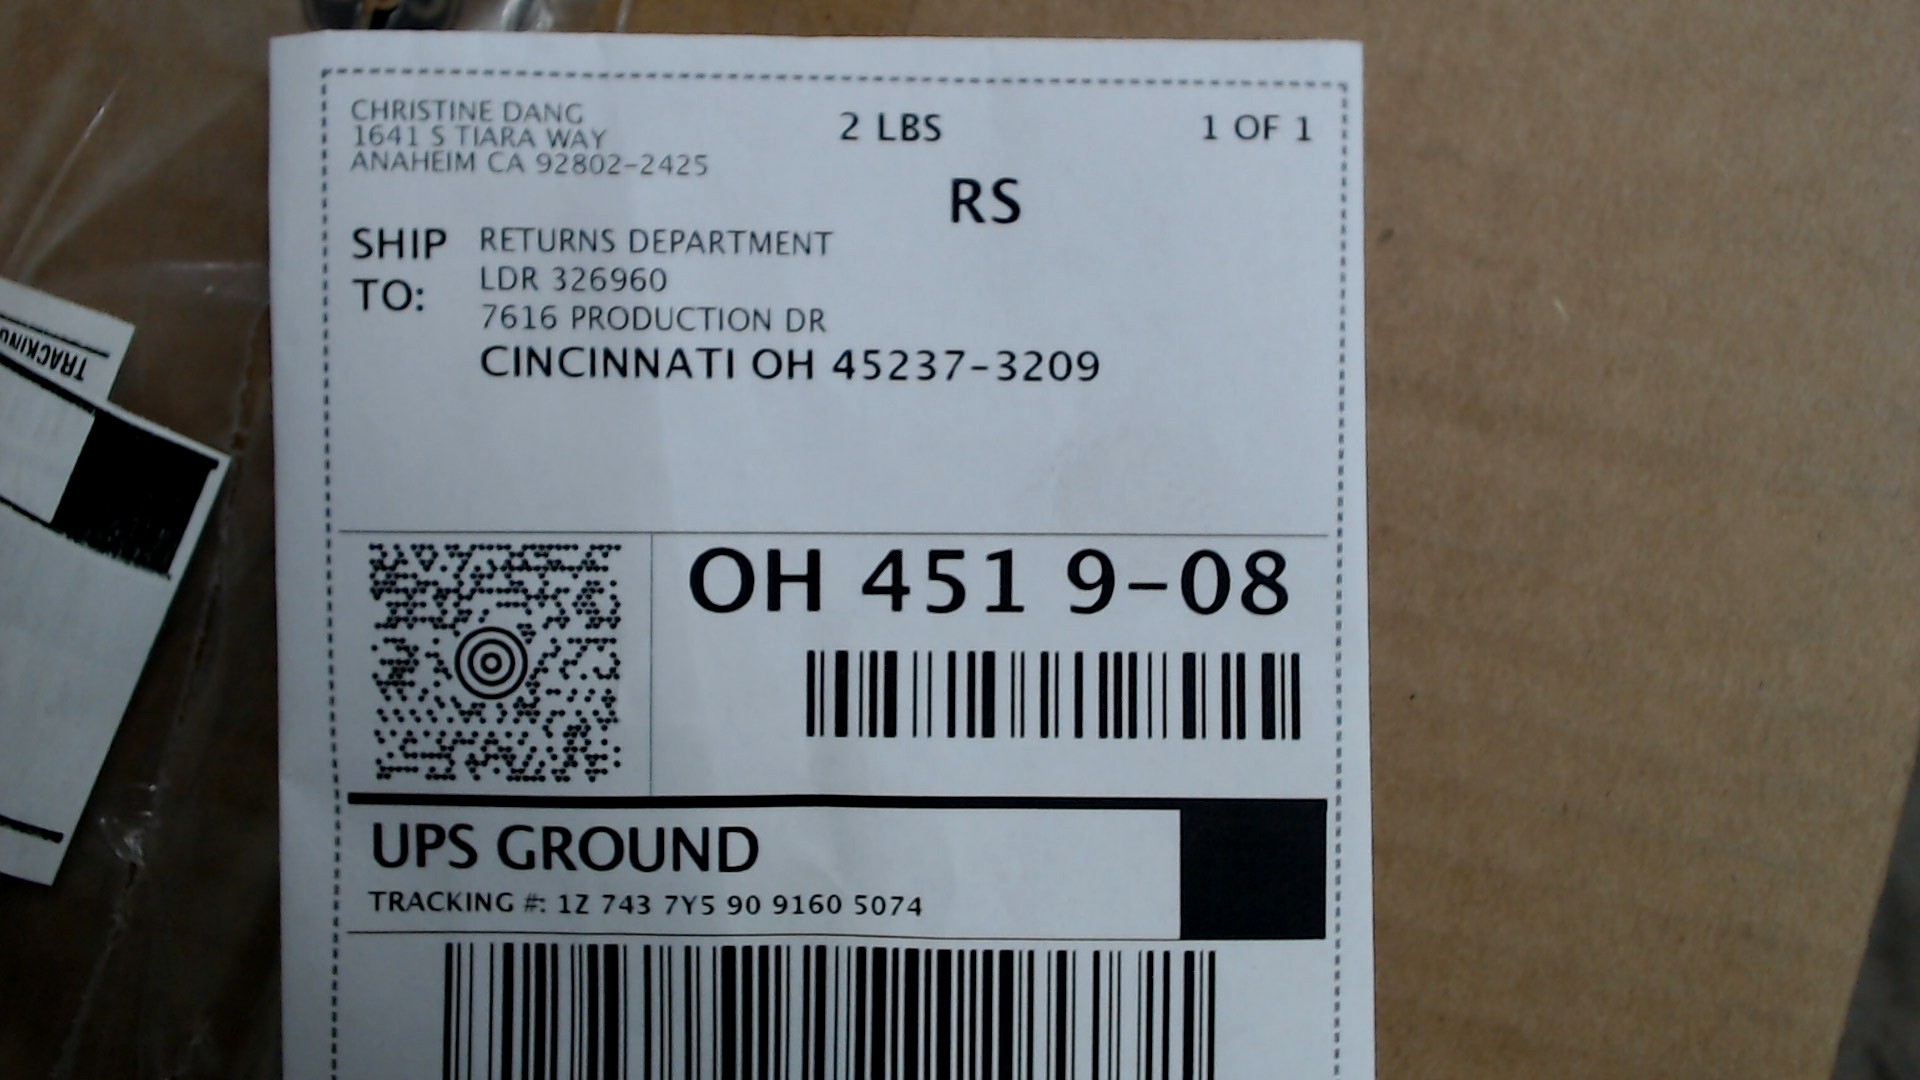 CHRISTINE DANG
1641 S TIARA WAY
ANAHEIM CA 92802-2425
2 LBS
1 OF 1
RS
SHIP TO:
RETURNS DEPARTMENT
LDR 326960
7616 PRODUCTION DR
CINCINNATI OH 45237-3209
OH 451 9-08
UPS GROUND
TRACKING #: 1Z 743 7Y5 90 9160 5074
TRACKING